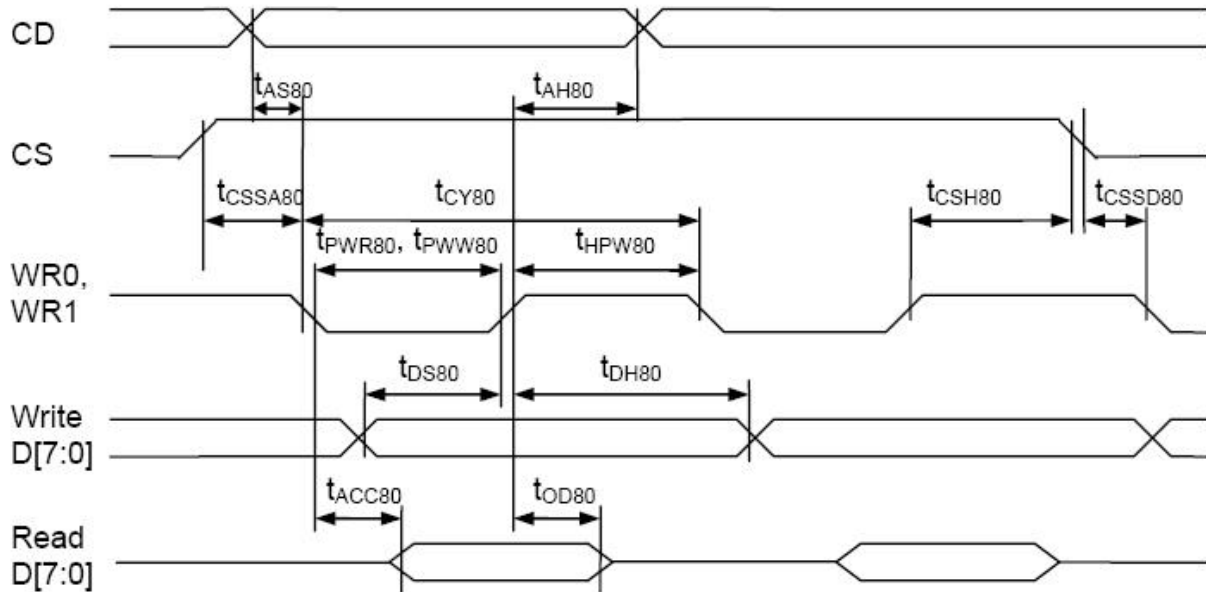 CD
tAS80
tAH80
CS
tCSSA80
tCY80
tCSH80
tCSSD80
tPWR80, tPWW80
tHPW80
WR0,
WR1
tDS80
tDH80
Write
D[7:0]
tACC80
tOD80
Read
D[7:0]